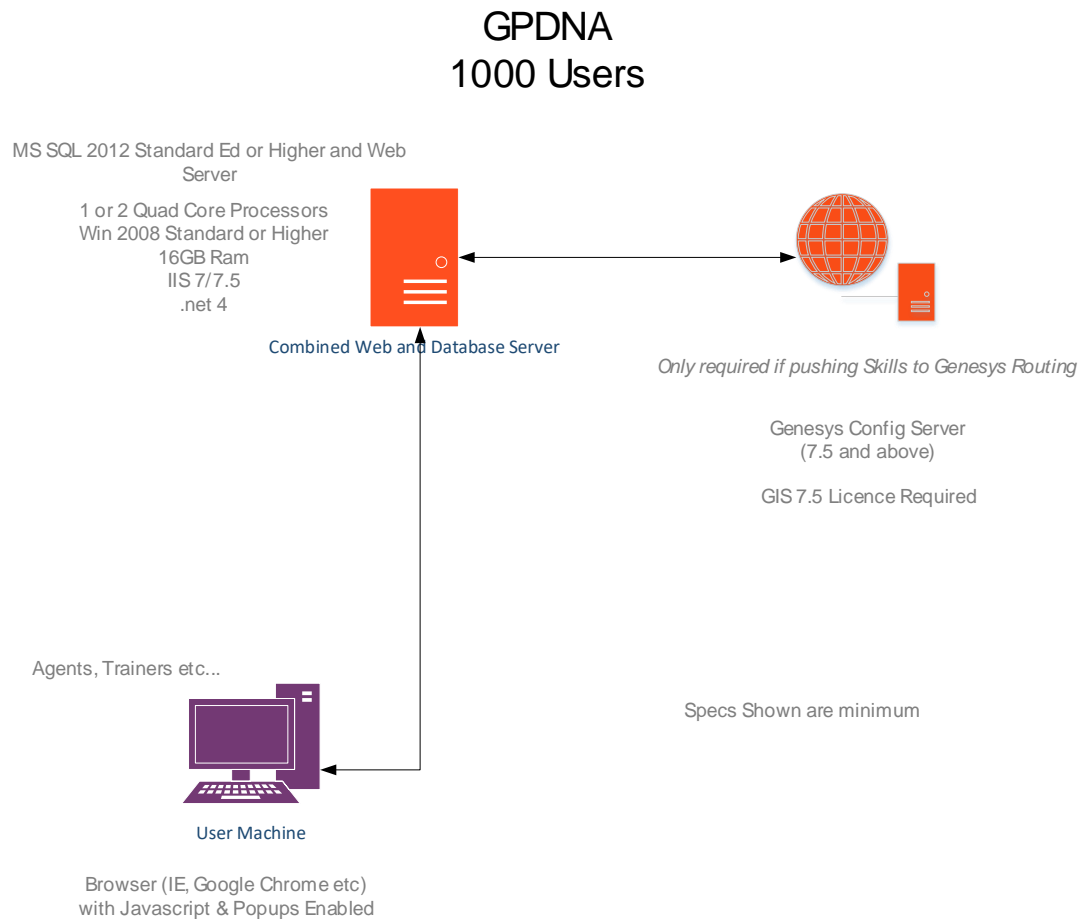 GPDNA
1000 Users
MS SQL 2012 Standard Ed or Higher and Web
Server
1 or 2 Quad Core Processors
Win 2008 Standard or Higher
16GB Ram
IIS 7/7.5
.net 4
Combined Web and Database Server
Only required if pushing Skills to Genesys Routing
Genesys Config Server
(7.5 and above)
GIS 7.5 Licence Required
Agents, Trainers etc...
Specs Shown are minimum
User Machine
Browser (IE, Google Chrome etc)
with Javascript & Popups Enabled